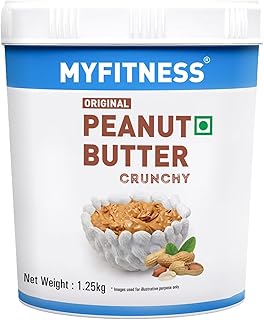 MYFITNESS®
ORIGINAL
PEANUT
BUTTER
CRUNCHY
Net Weight : 1.25kg
* Images used for illustrative purpose only